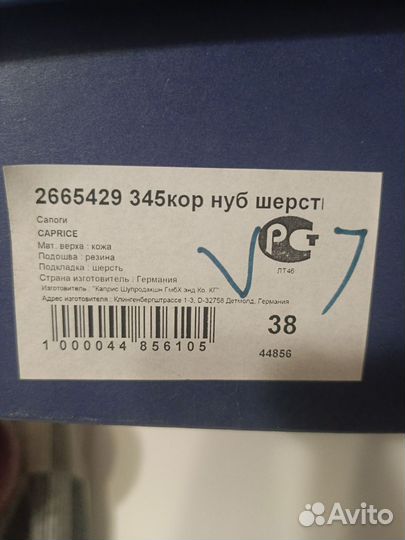 2665429 345кор нуб шерсть
Сапоги
CAPRICE
Мат. верха : кожа
Подошва : резина
Подкладка : шерсть
Страна изготовитель : Германия
Изготовитель : "Каприс Шупродакшн ГмбХ энд Ко. КГ"
Адрес изготовителя : Клингенбергштрассе 1-3, D-32758 Детмолд, Германия
РСТ
ЛТ46
V 7
1 000044 856105
38
44856
Avito